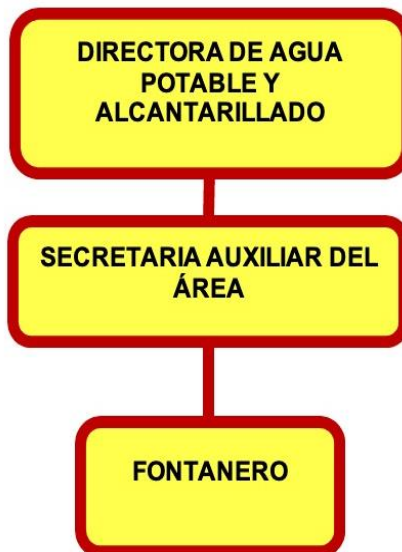 DIRECTORA DE AGUA
POTABLE Y
ALCANTARILLADO
SECRETARIA AUXILIAR DEL
ÁREA
FONTANERO